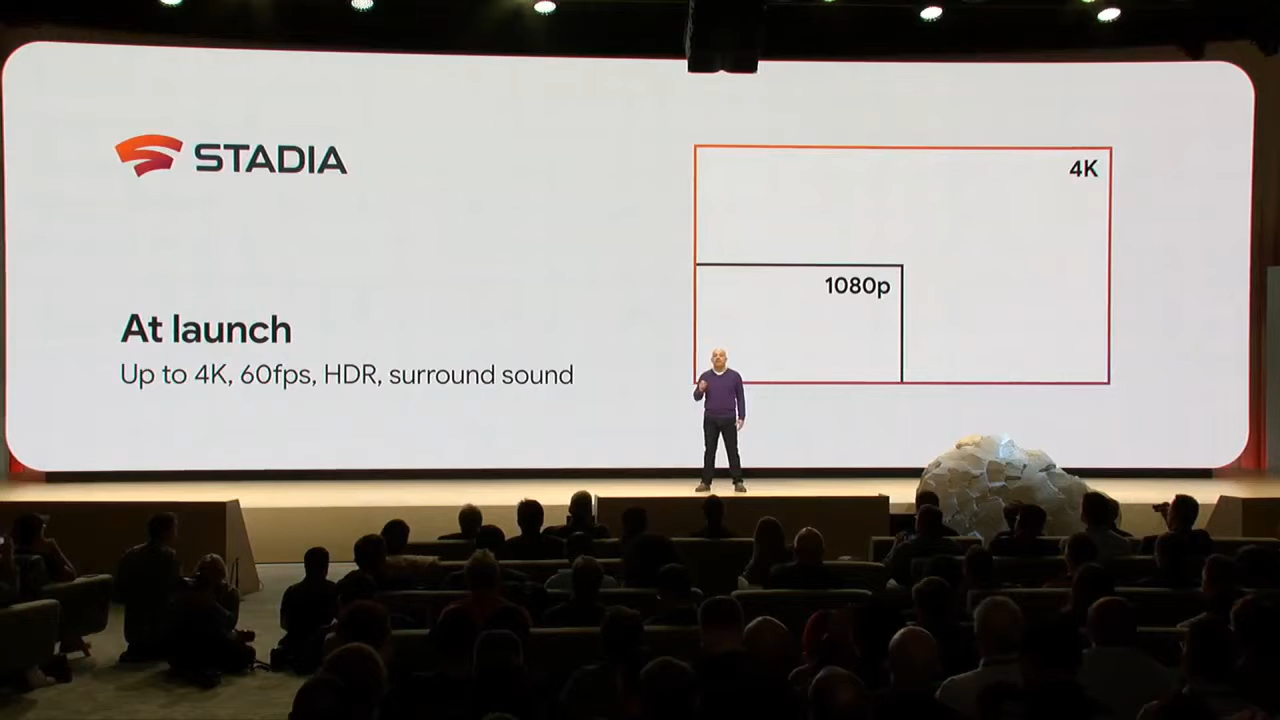 STADIA
4K
1080p
At launch
Up to 4K, 60fps, HDR, surround sound